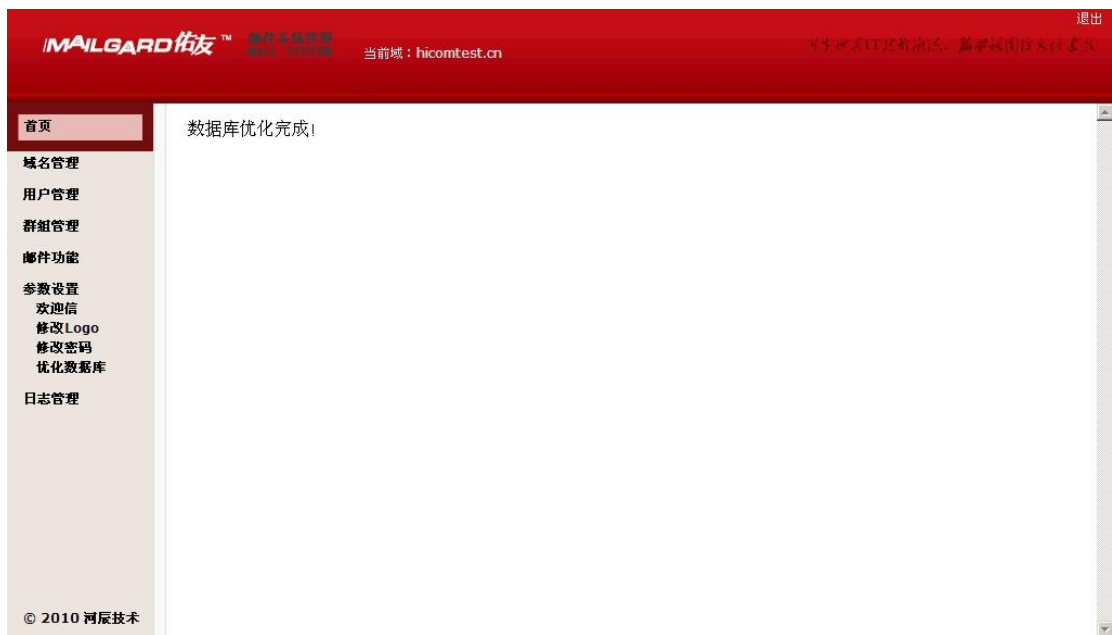 退出
MAILGARD佑友™
当前域：hicomtest.cn
首页
数据库优化完成!
域名管理
用户管理
群组管理
邮件功能
参数设置
欢迎信
修改Logo
修改密码
优化数据库
日志管理
© 2010 河辰技术